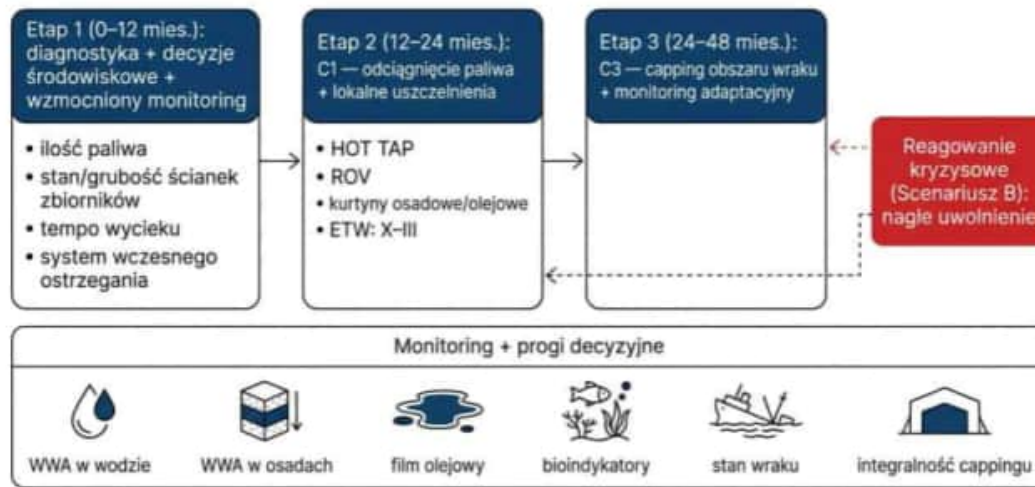 Etap 1 (0–12 mies.):
diagnostyka + decyzje
środowiskowe +
wzmocniony monitoring
• ilość paliwa
• stan/grubość ścianek
zbiorników
• tempo wycieku
• system wczesnego
ostrzegania
Etap 2 (12–24 mies.):
C1 — odciągnięcie paliwa
+ lokalne uszczelnienia
• HOT TAP
• ROV
• kurtyny osadowe/olejowe
• ETW: X–III
Etap 3 (24–48 mies.):
C3 — capping obszaru wraku
+ monitoring adaptacyjny
Reagowanie
kryzysowe
(Scenariusz B):
nagłe uwolnienie
Monitoring + progi decyzyjne
WWA w wodzie
WWA w osadach
film olejowy
bioindykatory
stan wraku
integralność cappingu